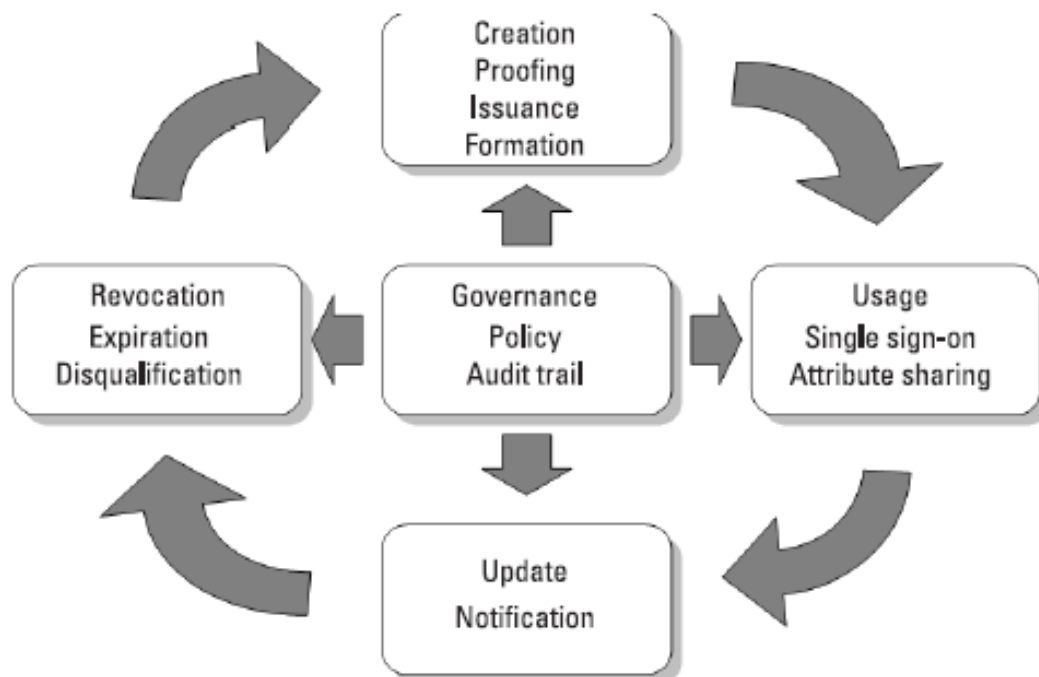 Creation
Proofing
Issuance
Formation
Revocation
Expiration
Disqualification
Governance
Policy
Audit trail
Usage
Single sign-on
Attribute sharing
Update
Notification